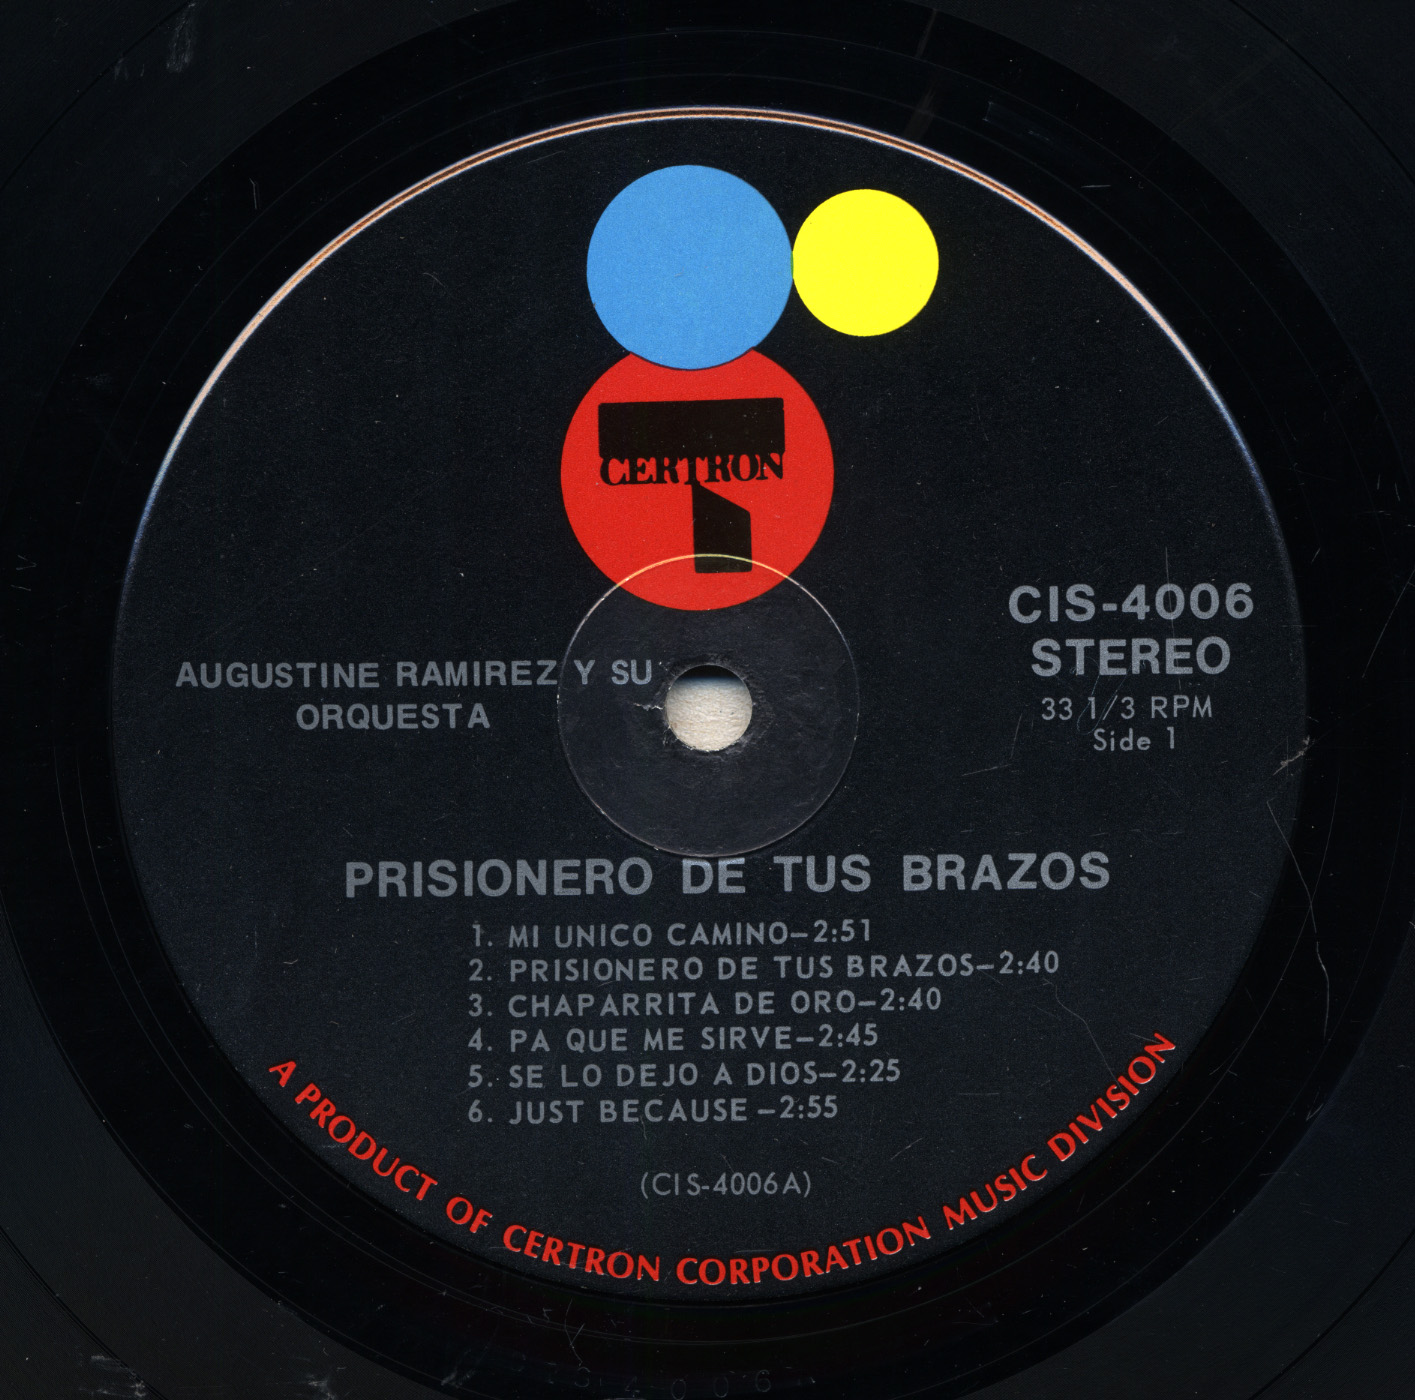 CERTRON
CIS-4006
STEREO
33 1/3 RPM
Side 1
AUGUSTINE RAMIREZ Y SU
ORQUESTA
PRISIONERO DE TUS BRAZOS
1. MI UNICO CAMINO—2:51
2. PRISIONERO DE TUS BRAZOS—2:40
3. CHAPARRITA DE ORO—2:40
4. PA QUE ME SIRVE—2:45
5. SE LO DEJO A DIOS—2:25
6. JUST BECAUSE —2:55
(CIS-4006A)
A PRODUCT OF CERTRON CORPORATION MUSIC DIVISION